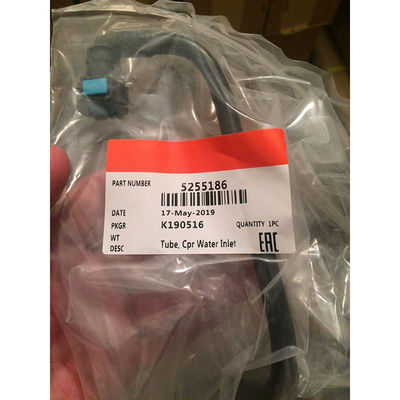 PART NUMBER 5255186
DATE 17-May-2019
PKGR K190516 QUANTITY 1PC
WT
DESC Tube, Cpr Water Inlet EAC